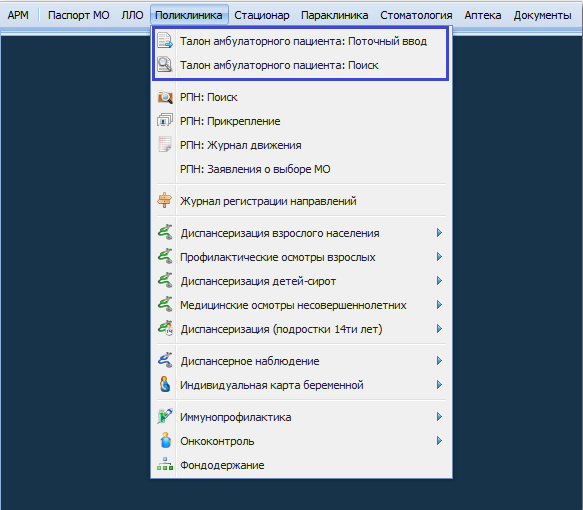 АРМ Паспорт МО ЛЛО Поликлиника Стационар Параклиника Стоматология Аптека Документы
Талон амбулаторного пациента: Поточный ввод
Талон амбулаторного пациента: Поиск
РПН: Поиск
РПН: Прикрепление
РПН: Журнал движения
РПН: Заявления о выборе МО
Журнал регистрации направлений
Диспансеризация взрослого населения
Профилактические осмотры взрослых
Диспансеризация детей-сирот
Медицинские осмотры несовершеннолетних
Диспансеризация (подростки 14ти лет)
Диспансерное наблюдение
Индивидуальная карта беременной
Иммунопрофилактика
Онкоконтроль
Фондодержание